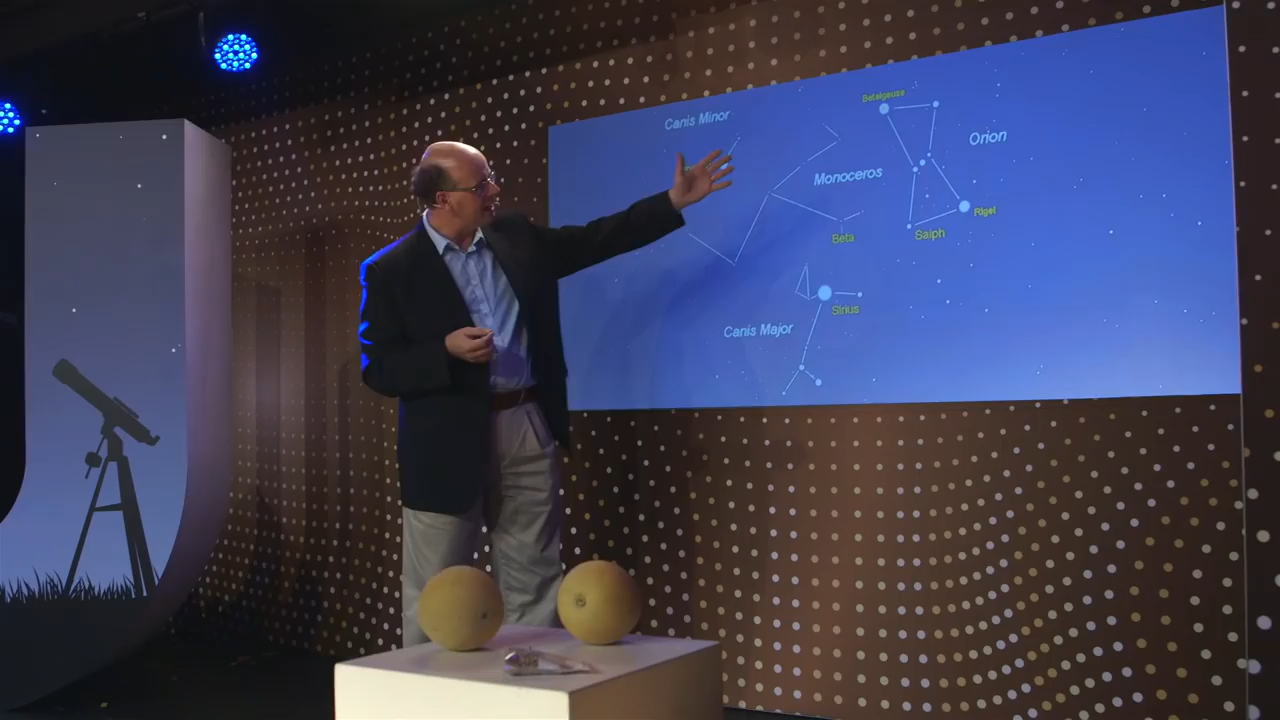 Betelgeuse
Canis Minor
Orion
Monoceros
Rigel
Saiph
Beta
Sirius
Canis Major